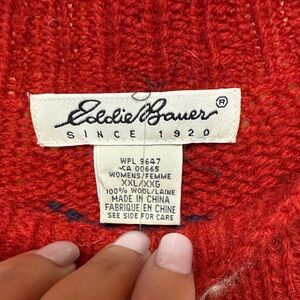 Eddie Bauer®
SINCE 1920
WPL 9647
CA 00665
WOMENS/FEMME
XXL/XXG
100% WOOL/LAINE
MADE IN CHINA
FABRIQUE EN CHINE
SEE SIDE FOR CARE